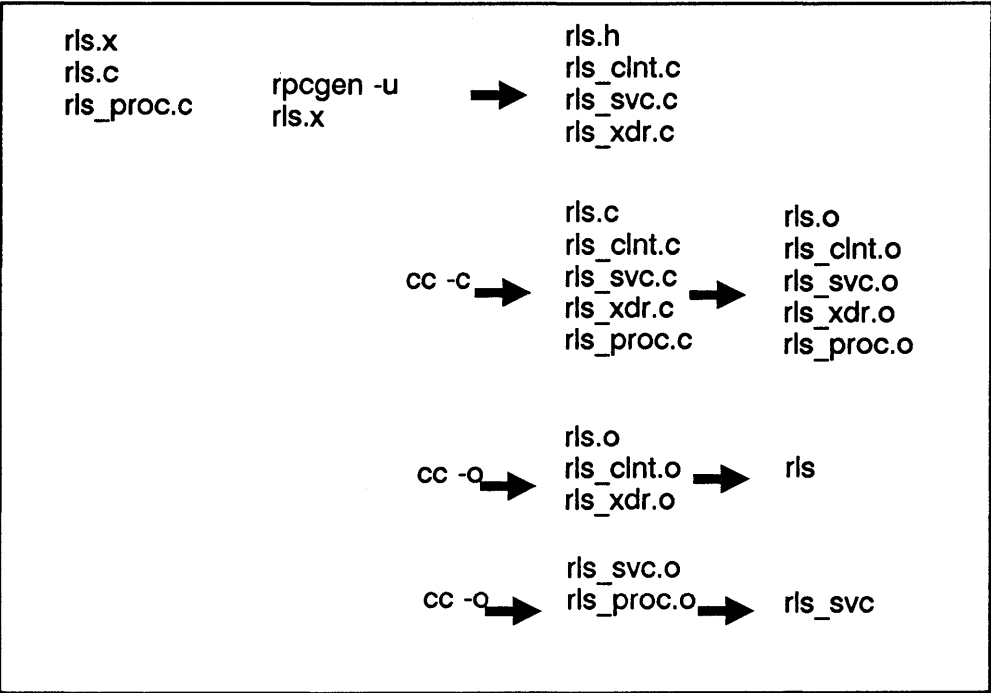 rls.x
rls.c
rls_proc.c
rpcgen -u
rls.x
rls.h
rls_clnt.c
rls_svc.c
rls_xdr.c
cc -c
rls.c
rls_clnt.c
rls_svc.c
rls_xdr.c
rls_proc.c
rls.o
rls_clnt.o
rls_svc.o
rls_xdr.o
rls_proc.o
cc -o
rls.o
rls_clnt.o
rls_xdr.o
rls
cc -o
rls_svc.o
rls_proc.o
rls_svc